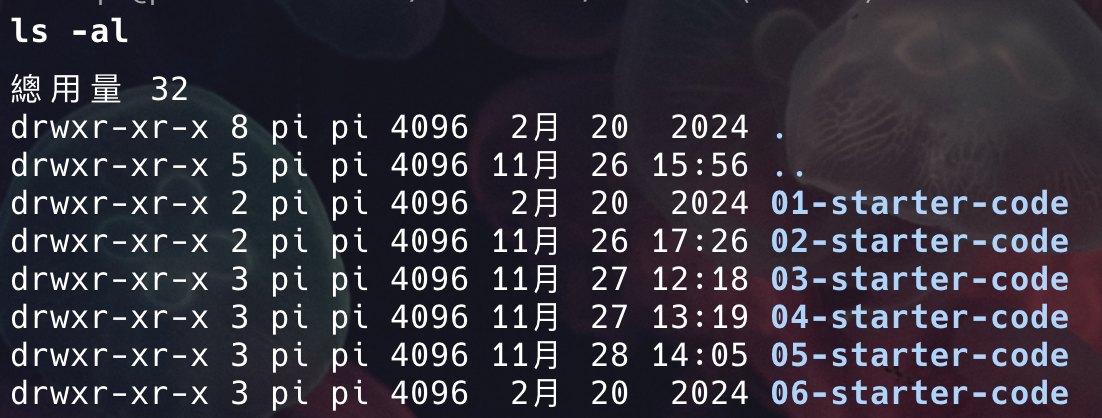 ls -al
總用量 32
drwxr-xr-x 8 pi pi 4096  2月 20  2024 .
drwxr-xr-x 5 pi pi 4096 11月 26 15:56 ..
drwxr-xr-x 2 pi pi 4096  2月 20  2024 01-starter-code
drwxr-xr-x 2 pi pi 4096 11月 26 17:26 02-starter-code
drwxr-xr-x 3 pi pi 4096 11月 27 12:18 03-starter-code
drwxr-xr-x 3 pi pi 4096 11月 27 13:19 04-starter-code
drwxr-xr-x 3 pi pi 4096 11月 28 14:05 05-starter-code
drwxr-xr-x 3 pi pi 4096  2月 20  2024 06-starter-code